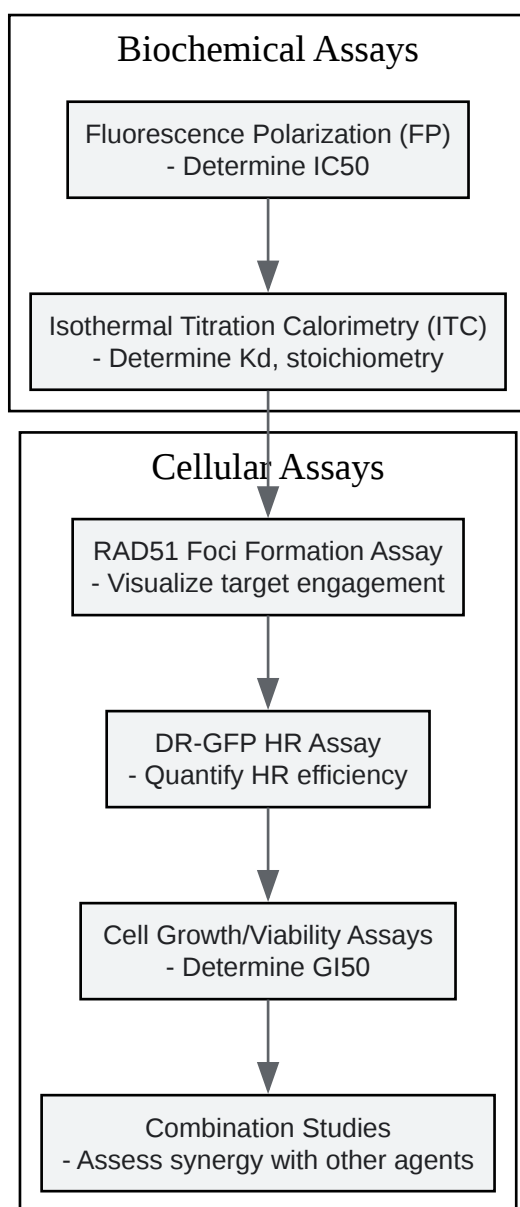 Biochemical Assays
Fluorescence Polarization (FP)
- Determine IC50
Isothermal Titration Calorimetry (ITC)
- Determine Kd, stoichiometry
Cellular Assays
RAD51 Foci Formation Assay
- Visualize target engagement
DR-GFP HR Assay
- Quantify HR efficiency
Cell Growth/Viability Assays
- Determine GI50
Combination Studies
- Assess synergy with other agents